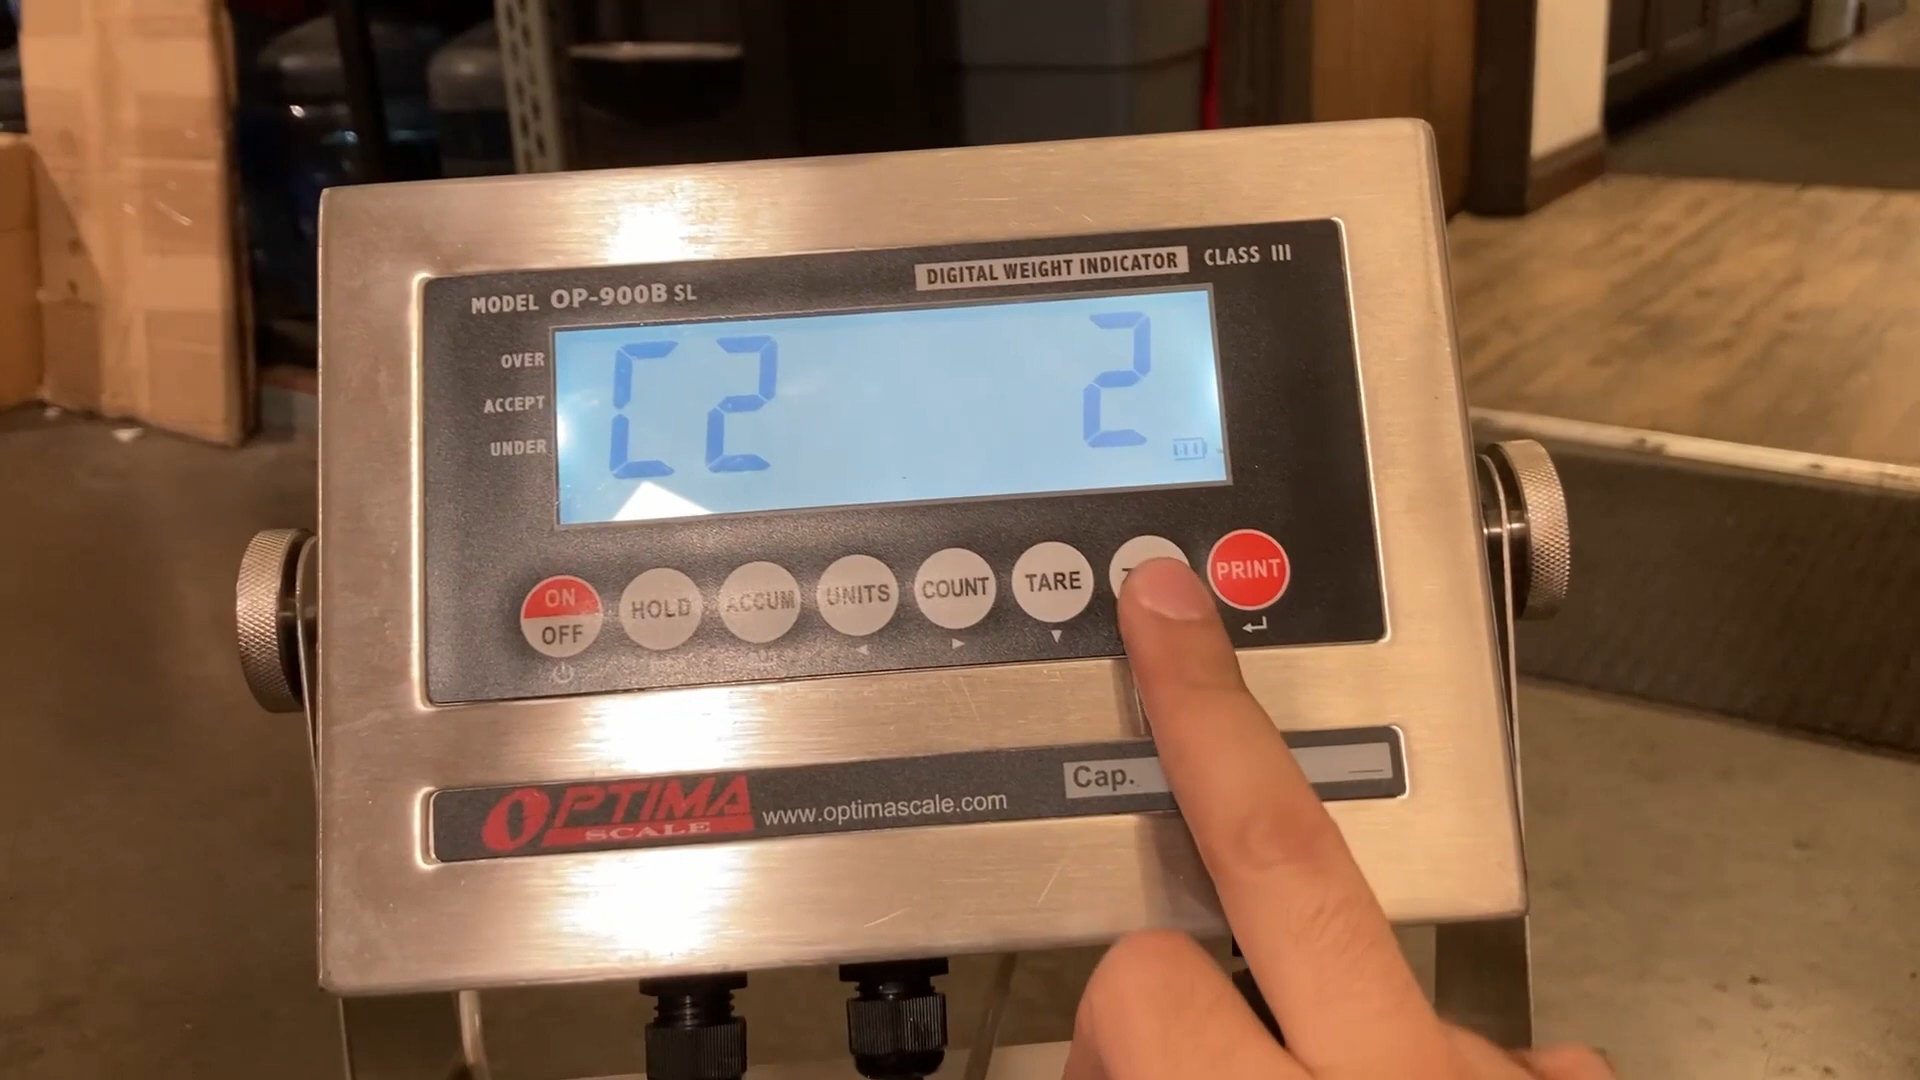 MODEL OP-900B SL
DIGITAL WEIGHT INDICATOR CLASS III
OVER
ACCEPT
UNDER
C2 2
ON
OFF
HOLD
ACCUM
UNITS
COUNT
TARE
PRINT
OPTIMA
SCALE
www.optimascale.com
Cap.